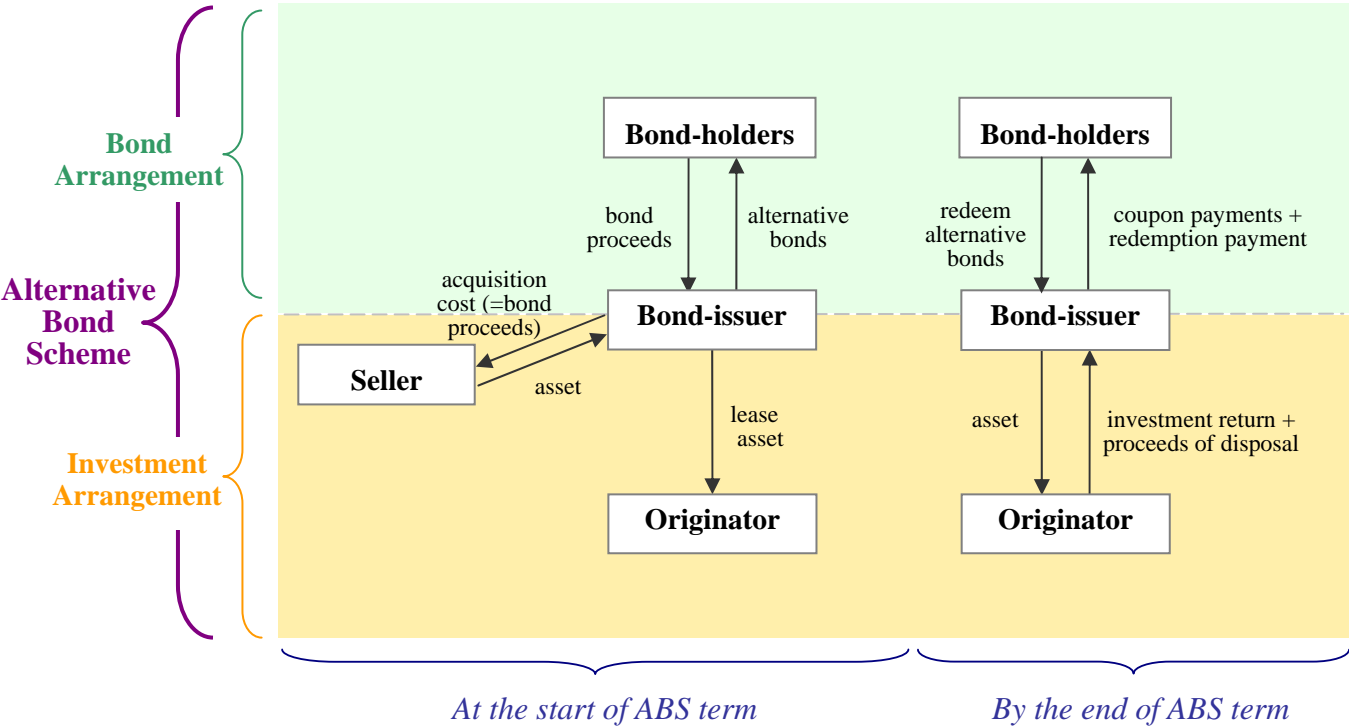 Bond
Arrangement
Alternative
Bond
Scheme
Investment
Arrangement
Bond-holders
bond
proceeds
alternative
bonds
acquisition
cost (=bond
proceeds)
Bond-issuer
Seller
asset
lease
asset
Originator
Bond-holders
redeem
alternative
bonds
coupon payments +
redemption payment
Bond-issuer
asset
investment return +
proceeds of disposal
Originator
At the start of ABS term
By the end of ABS term